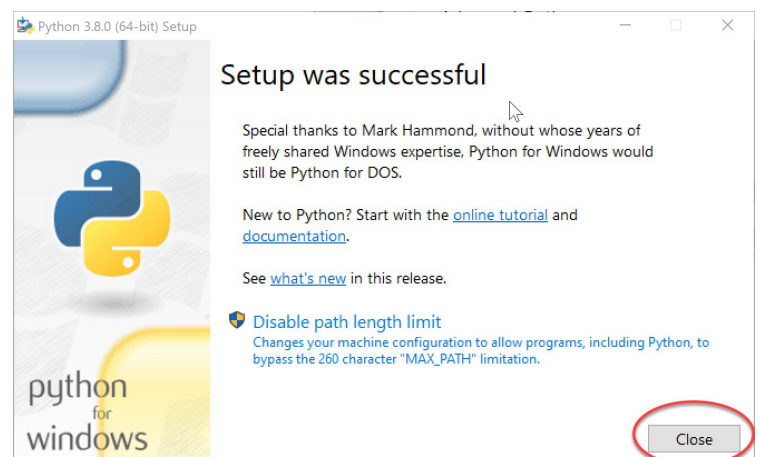 Python 3.8.0 (64-bit) Setup
Setup was successful
Special thanks to Mark Hammond, without whose years of
freely shared Windows expertise, Python for Windows would
still be Python for DOS.
New to Python? Start with the online tutorial and
documentation.
See what's new in this release.
Disable path length limit
Changes your machine configuration to allow programs, including Python, to
bypass the 260 character "MAX_PATH" limitation.
python
for
windows
Close